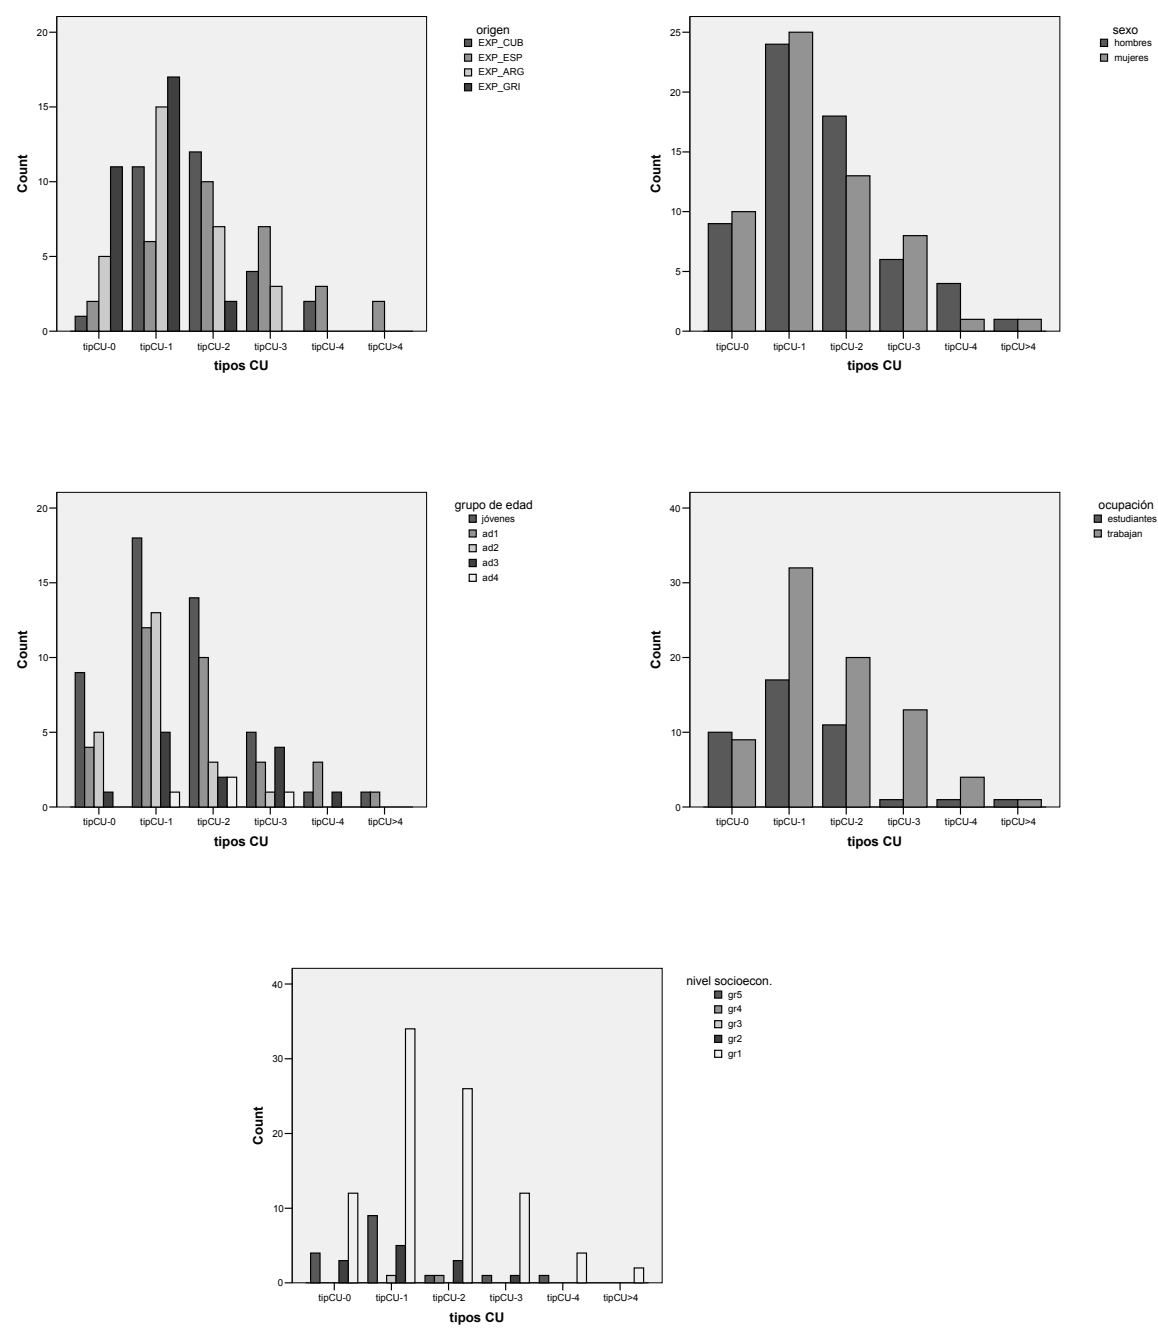 origen
EXP_CUB
EXP_ESP
EXP_ARG
EXP_GRI
20
15
10
5
0
Count
tipCU-0 tipCU-1 tipCU-2 tipCU-3 tipCU-4 tipCU>4
tipos CU
sexo
hombres
mujeres
25
20
15
10
5
0
Count
tipCU-0 tipCU-1 tipCU-2 tipCU-3 tipCU-4 tipCU>4
tipos CU
grupo de edad
jóvenes
ad1
ad2
ad3
ad4
20
15
10
5
0
Count
tipCU-0 tipCU-1 tipCU-2 tipCU-3 tipCU-4 tipCU>4
tipos CU
ocupación
estudiantes
trabajan
40
30
20
10
0
Count
tipCU-0 tipCU-1 tipCU-2 tipCU-3 tipCU-4 tipCU>4
tipos CU
nivel socioecon.
gr5
gr4
gr3
gr2
gr1
40
30
20
10
0
Count
tipCU-0 tipCU-1 tipCU-2 tipCU-3 tipCU-4 tipCU>4
tipos CU